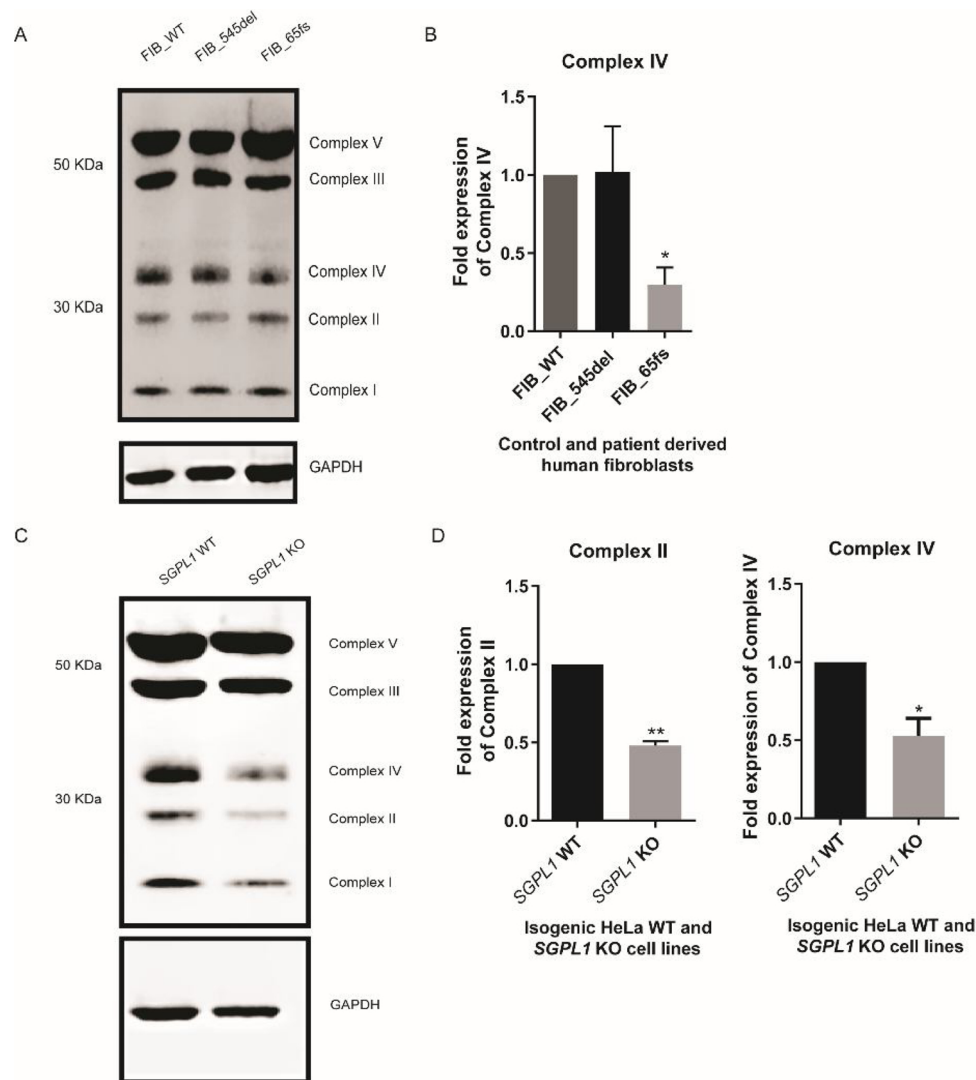 A
FIB_WT
FIB_545del
FIB_65fs
50 KDa
30 KDa
Complex V
Complex III
Complex IV
Complex II
Complex I
GAPDH
B
Complex IV
Fold expression
of Complex IV
1.5
1.0
0.5
0.0
*
FIB_WT
FIB_545del
FIB_65fs
Control and patient derived
human fibroblasts
C
SGPL1 WT
SGPL1 KO
50 KDa
30 KDa
Complex V
Complex III
Complex IV
Complex II
Complex I
GAPDH
D
Complex II
Fold expression
of Complex II
1.5
1.0
0.5
0.0
**
SGPL1 WT
SGPL1 KO
Isogenic HeLa WT and
SGPL1 KO cell lines
Complex IV
Fold expression of Complex IV
1.5
1.0
0.5
0.0
*
SGPL1 WT
SGPL1 KO
Isogenic HeLa WT and
SGPL1 KO cell lines